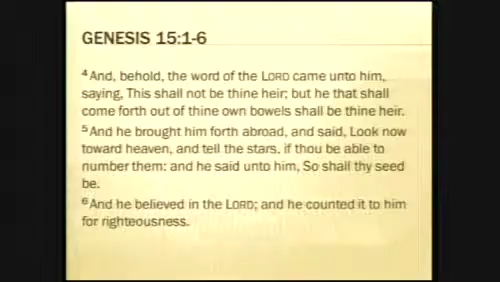 GENESIS 15:1-6
4 And, behold, the word of the LORD came unto him,
saying, This shall not be thine heir; but he that shall
come forth out of thine own bowels shall be thine heir.
5 And he brought him forth abroad, and said, Look now
toward heaven, and tell the stars, if thou be able to
number them: and he said unto him, So shall thy seed
be.
6 And he believed in the LORD; and he counted it to him
for righteousness.